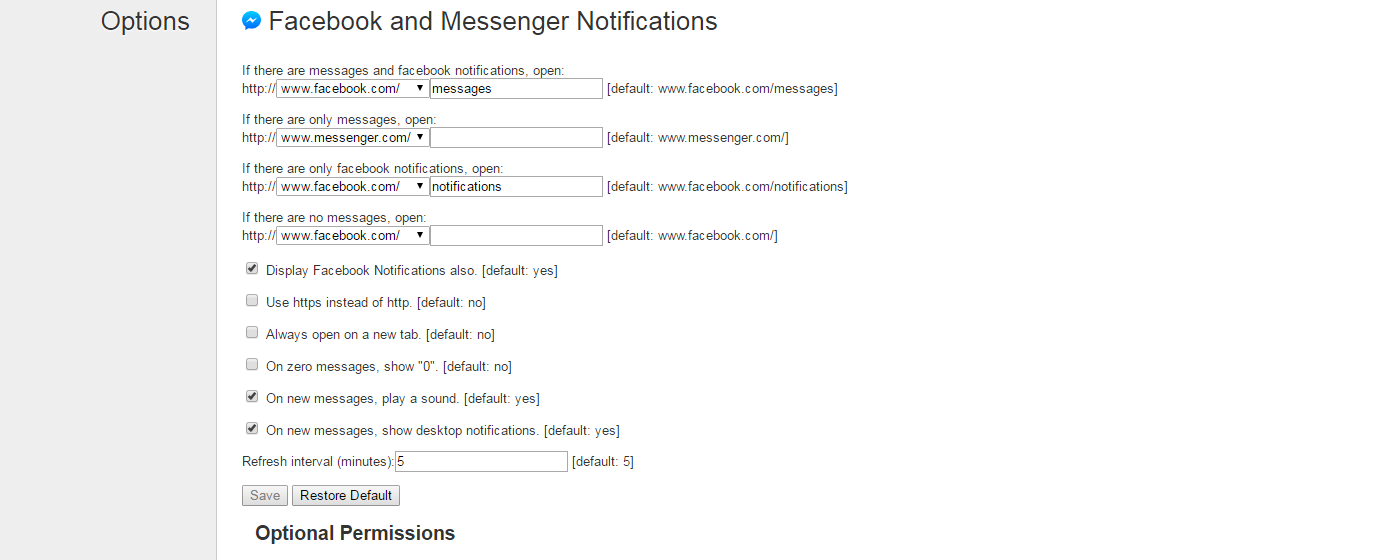 Options
Facebook and Messenger Notifications
If there are messages and facebook notifications, open:
http:// www.facebook.com/ messages [default: www.facebook.com/messages]
If there are only messages, open:
http:// www.messenger.com/ [default: www.messenger.com/]
If there are only facebook notifications, open:
http:// www.facebook.com/ notifications [default: www.facebook.com/notifications]
If there are no messages, open:
http:// www.facebook.com/ [default: www.facebook.com/]
Display Facebook Notifications also. [default: yes]
Use https instead of http. [default: no]
Always open on a new tab. [default: no]
On zero messages, show "0". [default: no]
On new messages, play a sound. [default: yes]
On new messages, show desktop notifications. [default: yes]
Refresh interval (minutes): 5 [default: 5]
Save Restore Default
Optional Permissions